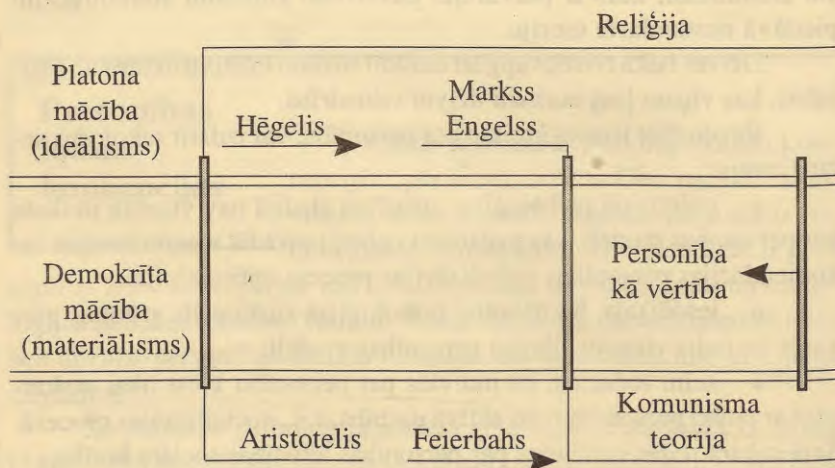 Reliģija
Platona
mācība
(ideālisms)
Hēgelis
Markss
Engelss
Demokrīta
mācība
(materiālisms)
Personība
kā vērtība
Aristotelis
Feierbahs
Komunisma
teorija